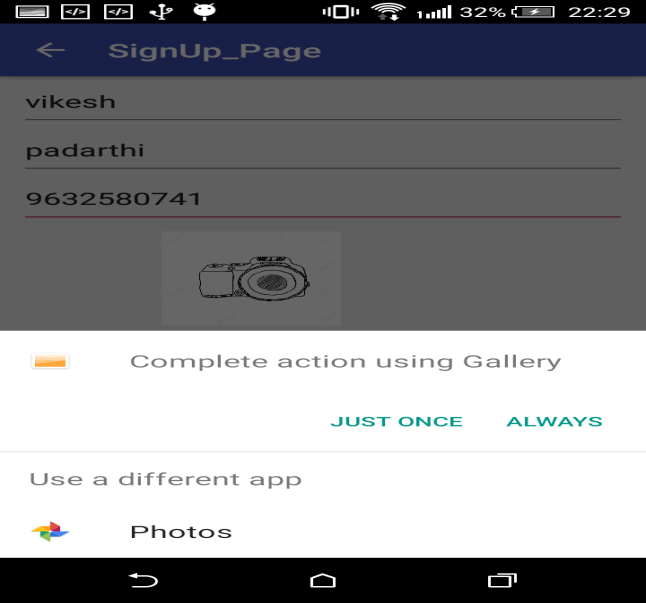 32% 22:29
SignUp_Page
vikesh
padarthi
9632580741
Complete action using Gallery
JUST ONCE ALWAYS
Use a different app
Photos